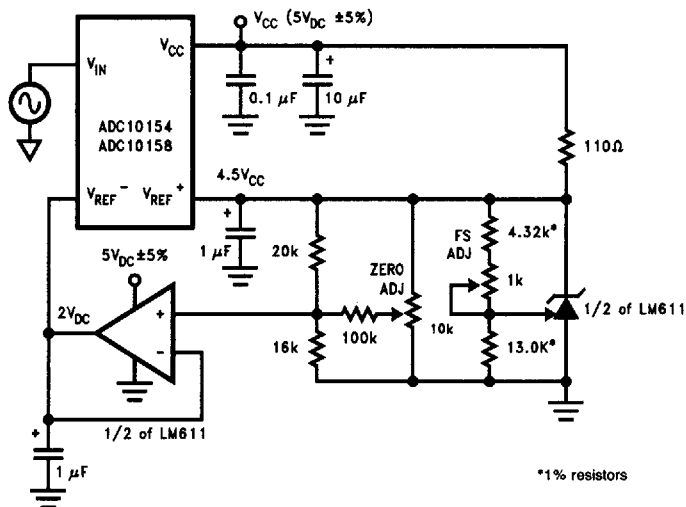 V_CC (5V_DC ±5%)
V_CC
V_IN
0.1 μF
+
10 μF
ADC10154
ADC10158
110Ω
V_REF^-
V_REF^+
4.5V_CC
+
1 μF
20k
FS
ADJ
4.32k*
1k
5V_DC ±5%
ZERO
ADJ
2V_DC
+
-
100k
10k
1/2 of LM611
16k
13.0K*
1/2 of LM611
+
1 μF
*1% resistors